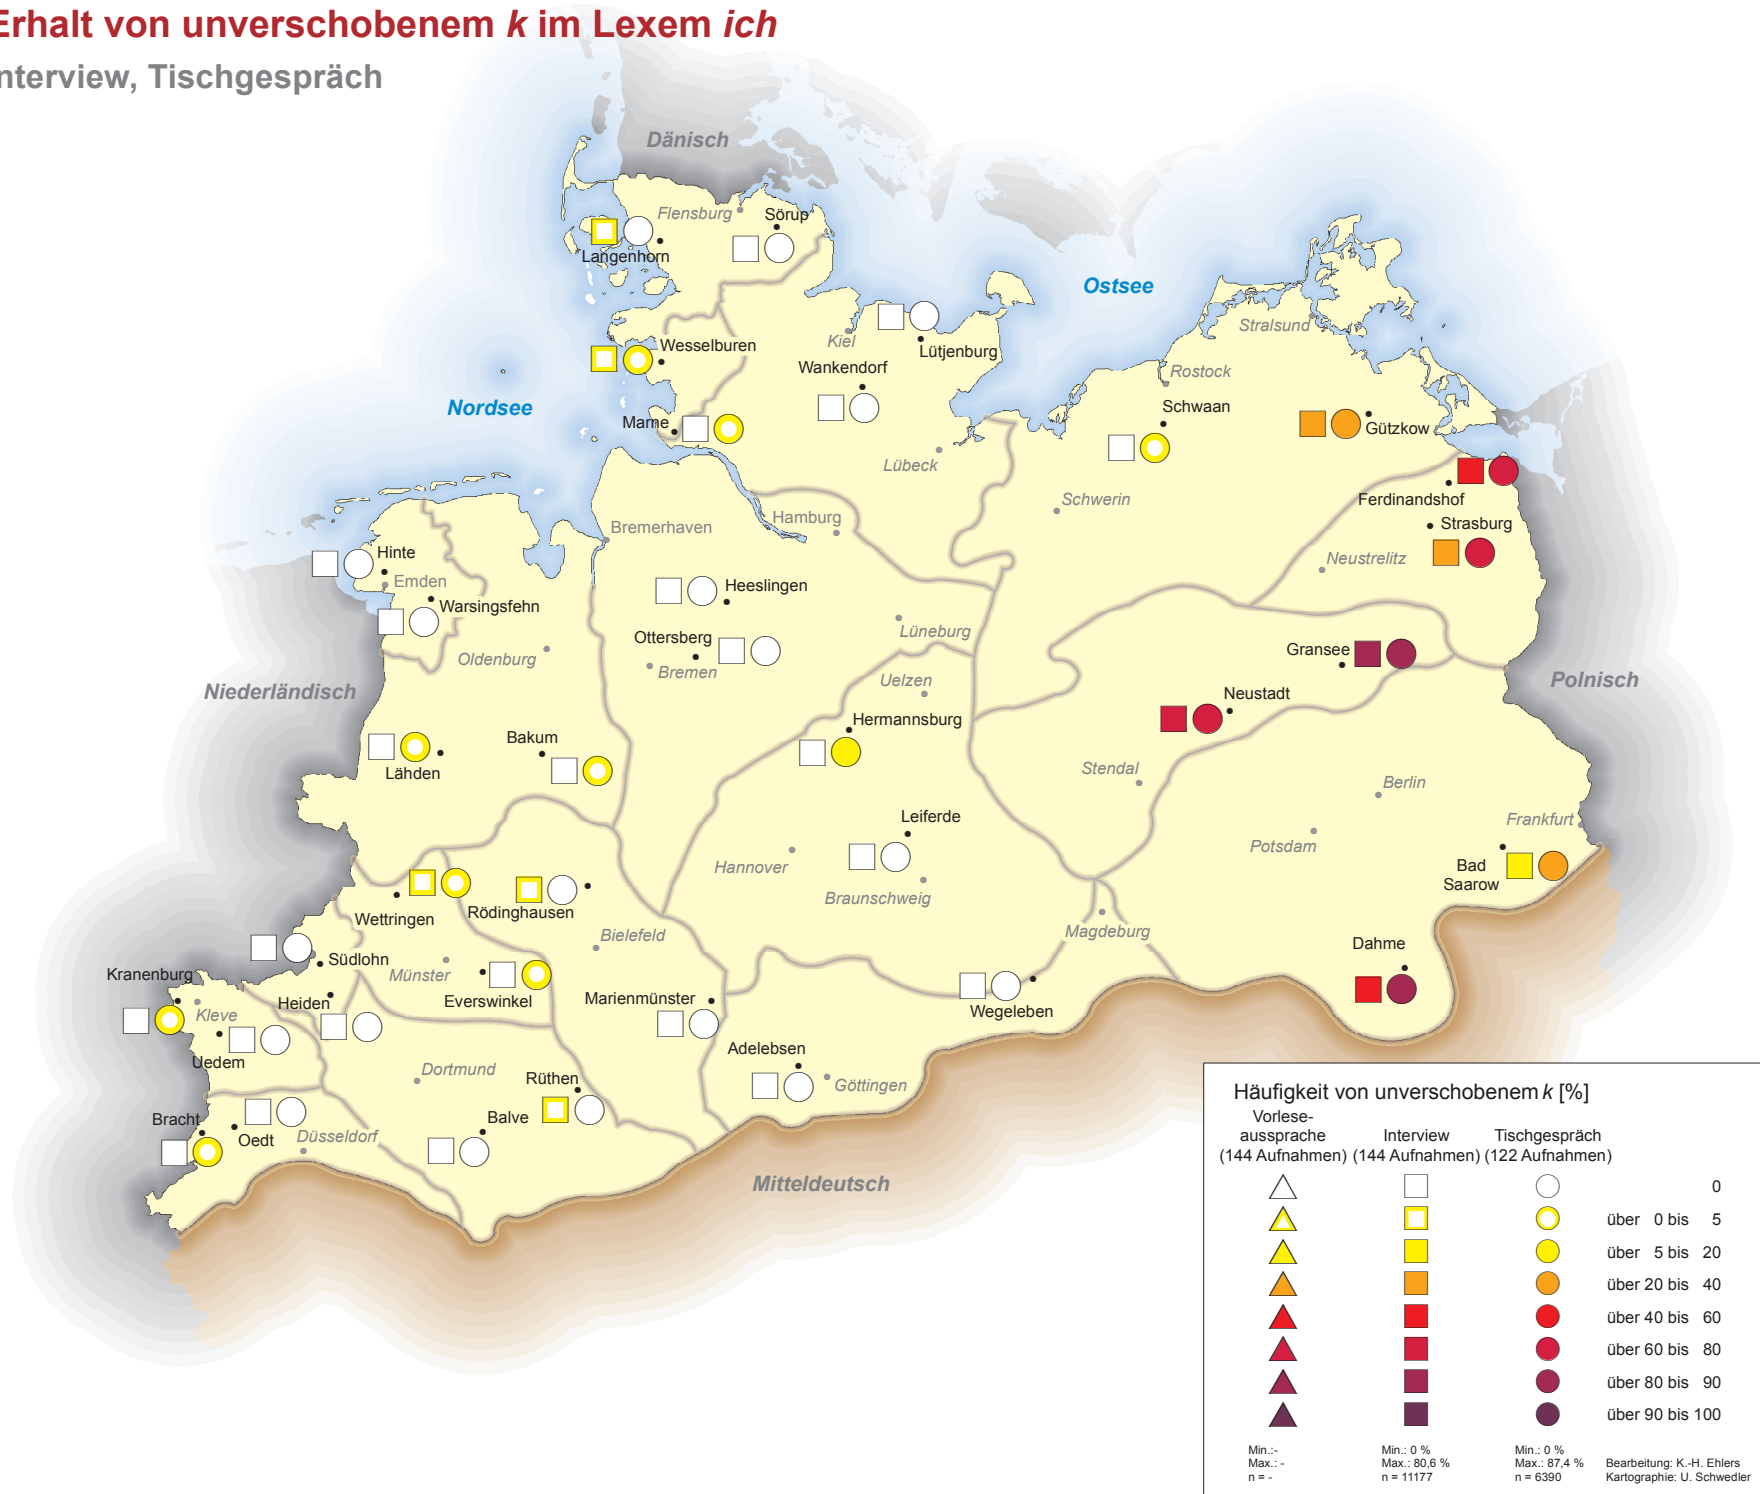 Erhalt von unverschobenem k im Lexem ich
Interview, Tischgespräch
Dänisch
Flensburg
Sörup
Langenhorn
Ostsee
Stralsund
Kiel
Lütjenburg
Wesselburen
Wankendorf
Rostock
Nordsee
Schwaan
Marne
Gützkow
Lübeck
Schwerin
Ferdinandshof
Strasburg
Hamburg
Bremerhaven
Hinte
Emden
Neustrelitz
Heeslingen
Warsingsfehn
Lüneburg
Ottersberg
Bremen
Oldenburg
Gransee
Uelzen
Niederländisch
Polnisch
Neustadt
Hermannsburg
Bakum
Lähden
Stendal
Berlin
Leiferde
Frankfurt
Potsdam
Hannover
Bad
Saarow
Braunschweig
Wettringen
Rödinghausen
Bielefeld
Magdeburg
Dahme
Südlohn
Kranenburg
Münster
Everswinkel
Heiden
Marienmünster
Wegeleben
Kleve
Uedem
Adelebsen
Dortmund
Rüthen
Göttingen
Bracht
Balve
Oedt
Düsseldorf
Mitteldeutsch
Häufigkeit von unverschobenem k [%]
Vorlese-
aussprache
Interview
Tischgespräch
(144 Aufnahmen) (144 Aufnahmen) (122 Aufnahmen)
0
über 0 bis 5
über 5 bis 20
über 20 bis 40
über 40 bis 60
über 60 bis 80
über 80 bis 90
über 90 bis 100
Min.:-
Max.: -
n = -
Min.: 0 %
Max.: 80,6 %
n = 11177
Min.: 0 %
Max.: 87,4 %
n = 6390
Bearbeitung: K.-H. Ehlers
Kartographie: U. Schwedler